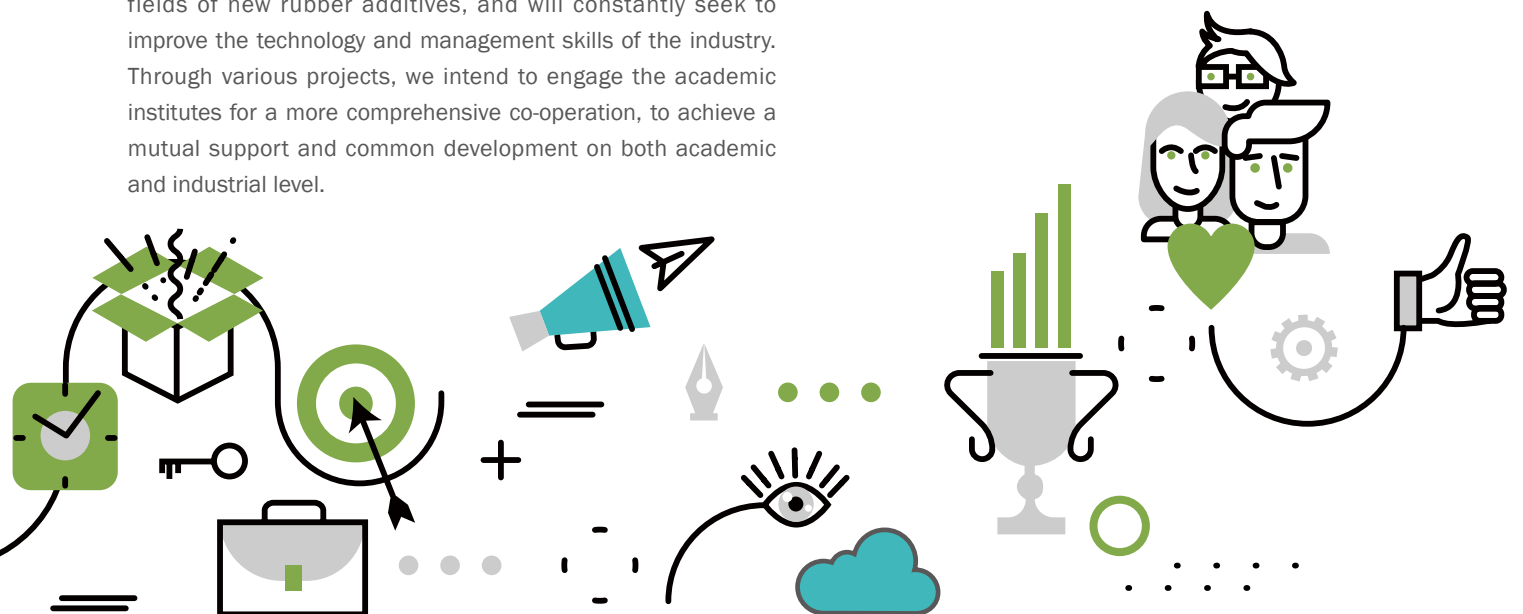 fields of new rubber additives, and will constantly seek to
improve the technology and management skills of the industry.
Through various projects, we intend to engage the academic
institutes for a more comprehensive co-operation, to achieve a
mutual support and common development on both academic
and industrial level.